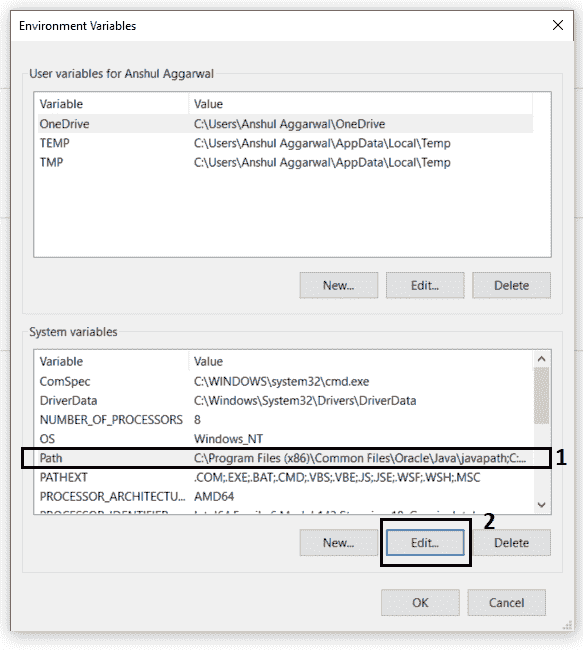 Environment Variables
User variables for Anshul Aggarwal
Variable Value
OneDrive C:\Users\Anshul Aggarwal\OneDrive
TEMP C:\Users\Anshul Aggarwal\AppData\Local\Temp
TMP C:\Users\Anshul Aggarwal\AppData\Local\Temp
New... Edit... Delete
System variables
Variable Value
ComSpec C:\WINDOWS\system32\cmd.exe
DriverData C:\Windows\System32\Drivers\DriverData
NUMBER_OF_PROCESSORS 8
OS Windows_NT
Path C:\Program Files (x86)\Common Files\Oracle\Java\javapath;C:... 1
PATHEXT .COM;.EXE;.BAT;.CMD;.VBS;.VBE;.JS;.JSE;.WSF;.WSH;.MSC
PROCESSOR_ARCHITECTU... AMD64
2
New... Edit... Delete
OK Cancel